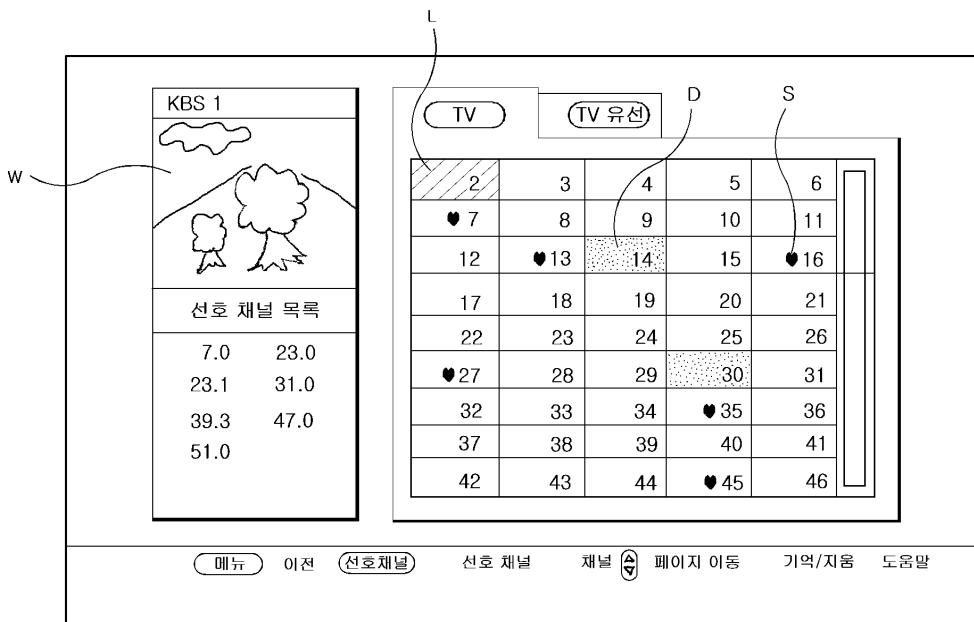 L
KBS 1
TV
TV 유선
D
S
W
2 3 4 5 6
♥ 7 8 9 10 11
12 ♥13 14 15 ♥16
17 18 19 20 21
22 23 24 25 26
♥27 28 29 30 31
32 33 34 ♥35 36
37 38 39 40 41
42 43 44 ♥45 46
선호 채널 목록
7.0 23.0
23.1 31.0
39.3 47.0
51.0
메뉴 이전 선호채널 선호 채널 채널 페이지 이동 기억/지움 도움말